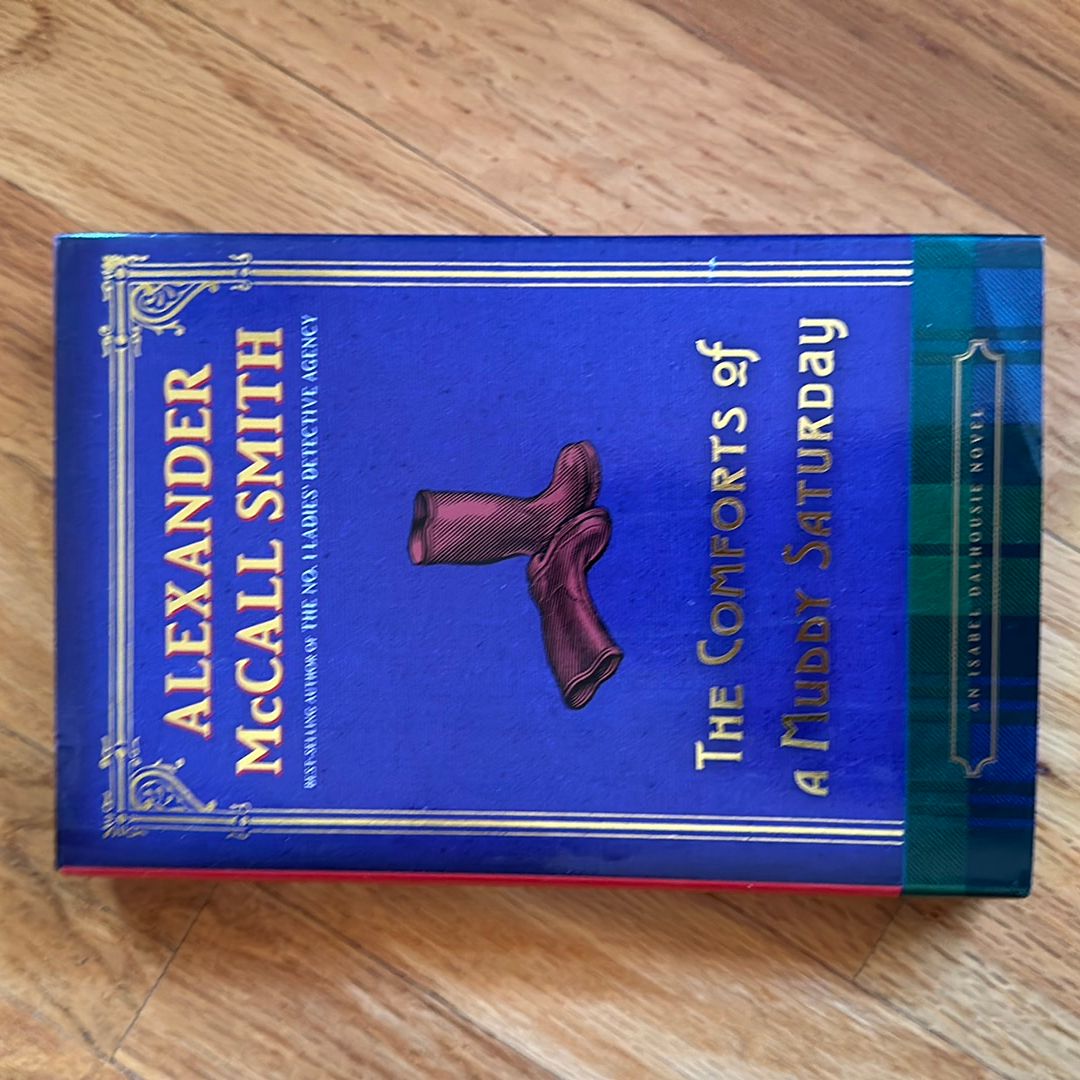 ALEXANDER
McCALL SMITH
BEST-SELLING AUTHOR OF THE NO. 1 LADIES' DETECTIVE AGENCY
THE COMFORTS of
a MUDDY SATURDAY
AN ISABEL DALHOUSIE NOVEL